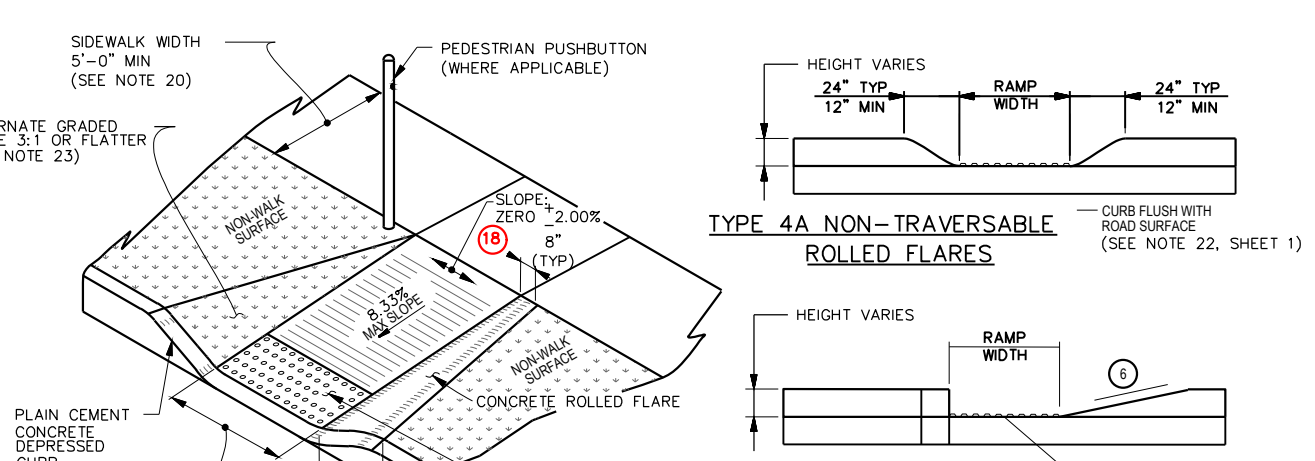 SIDEWALK WIDTH
5'-0" MIN
(SEE NOTE 20)
PEDESTRIAN PUSHBUTTON
(WHERE APPLICABLE)
RNATE GRADED
E 3:1 OR FLATTER
NOTE 23)
NON-WALK
SURFACE
SLOPE:
ZERO +2.00%
–
18
8"
(TYP)
8.33%
MAX SLOPE
NON-WALK
SURFACE
CONCRETE ROLLED FLARE
PLAIN CEMENT
CONCRETE
DEPRESSED
CURB
HEIGHT VARIES
24" TYP
12" MIN
RAMP
WIDTH
24" TYP
12" MIN
TYPE 4A NON-TRAVERSABLE
ROLLED FLARES
CURB FLUSH WITH
ROAD SURFACE
(SEE NOTE 22, SHEET 1)
HEIGHT VARIES
RAMP
WIDTH
6